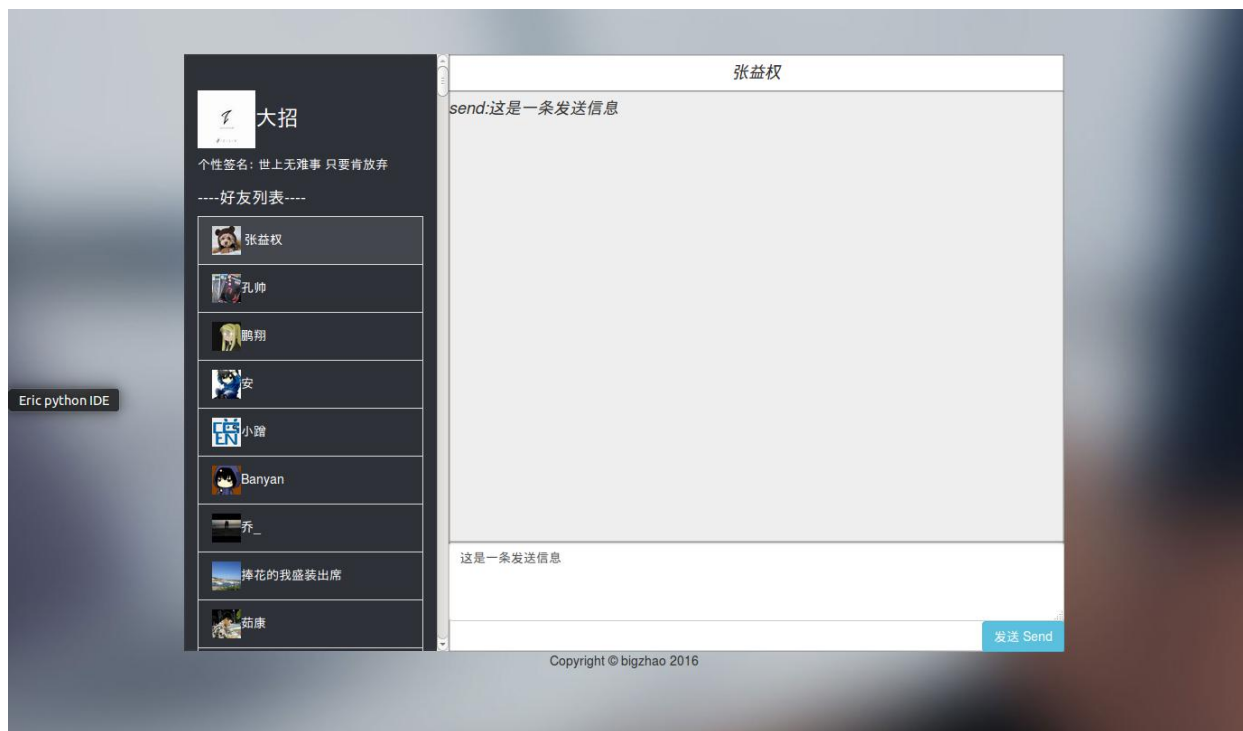 大招
个性签名：世上无难事 只要肯放弃
----好友列表----
张益权
孔帅
鹏翔
安
小蹭
Banyan
乔_
捧花的我盛装出席
茹康
张益权
send:这是一条发送信息
这是一条发送信息
发送 Send
Copyright © bigzhao 2016
Eric python IDE